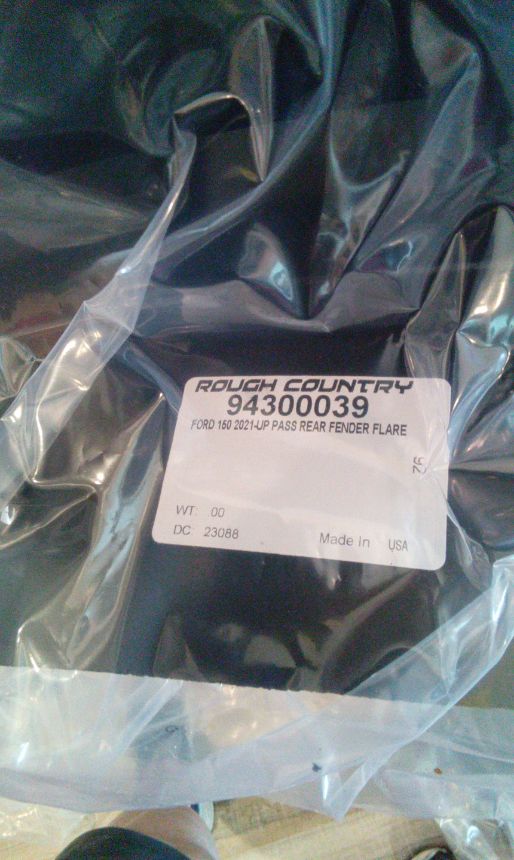 ROUGH COUNTRY
94300039
FORD 150 2021-UP PASS REAR FENDER FLARE
WT: 00
DC: 23088
Made In USA